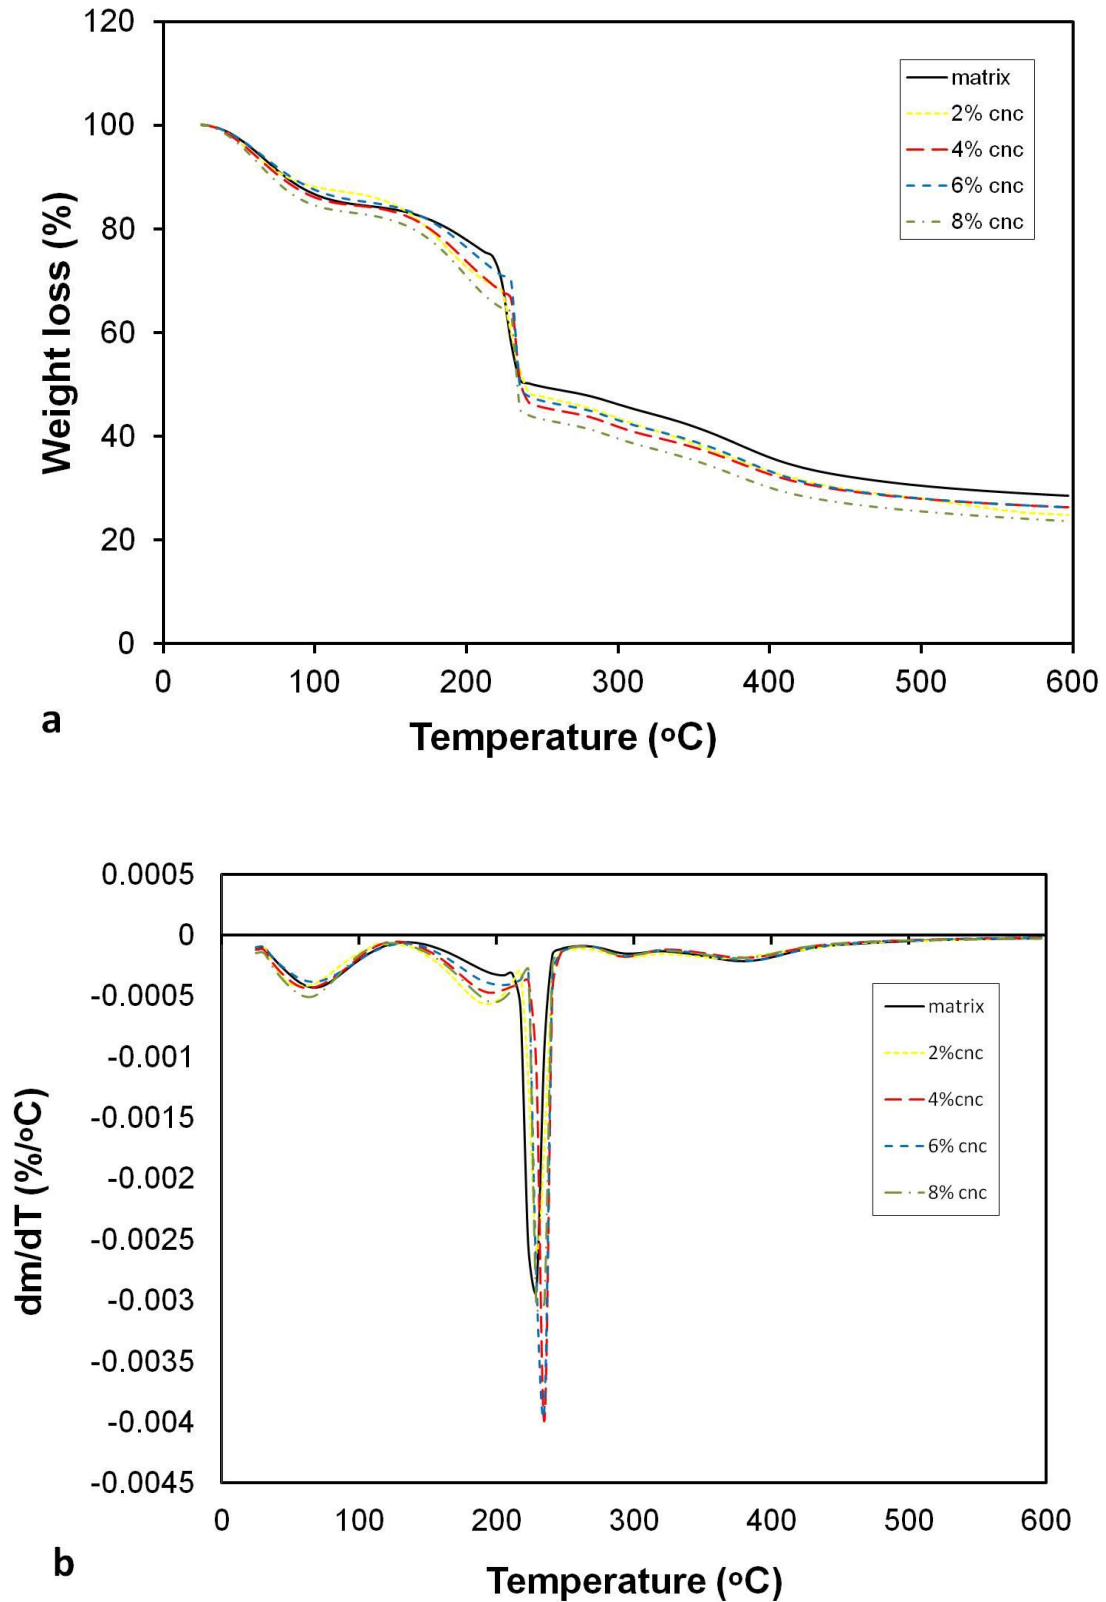 120
100
80
60
40
20
0
Weight loss (%)
matrix
2% cnc
4% cnc
6% cnc
8% cnc
0 100 200 300 400 500 600
a
Temperature (oC)
0.0005
0
-0.0005
-0.001
-0.0015
-0.002
-0.0025
-0.003
-0.0035
-0.004
-0.0045
dm/dT (%/oC)
matrix
2%cnc
4%cnc
6% cnc
8% cnc
0 100 200 300 400 500 600
b
Temperature (oC)